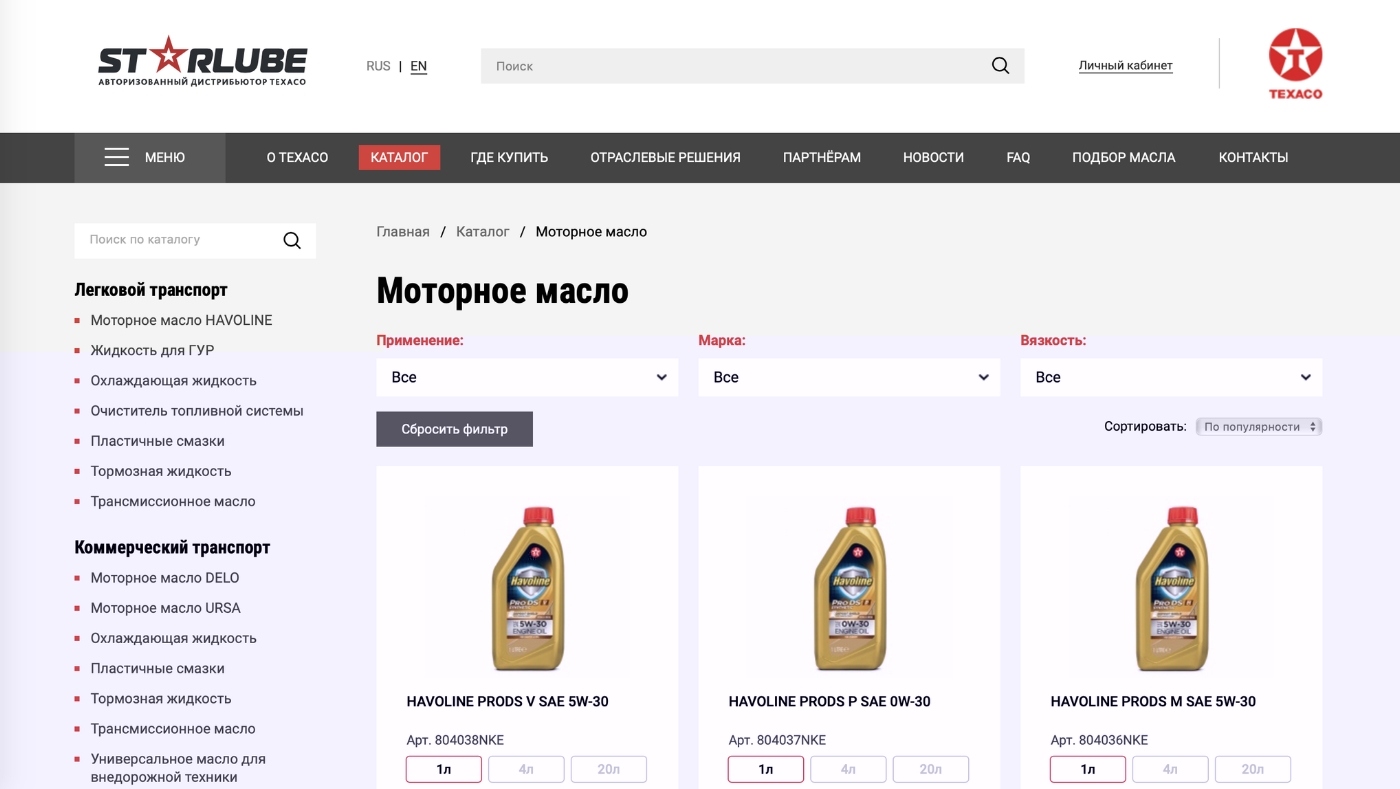 STARLUBE
АВТОРИЗОВАННЫЙ ДИСТРИБЬЮТОР ТЕХАСО
RUS | EN
Поиск
Личный кабинет
TEXACO
МЕНЮ
О TEXACO
КАТАЛОГ
ГДЕ КУПИТЬ
ОТРАСЛЕВЫЕ РЕШЕНИЯ
ПАРТНЁРАМ
НОВОСТИ
FAQ
ПОДБОР МАСЛА
КОНТАКТЫ
Поиск по каталогу
Легковой транспорт
Моторное масло HAVOLINE
Жидкость для ГУР
Охлаждающая жидкость
Очиститель топливной системы
Пластичные смазки
Тормозная жидкость
Трансмиссионное масло
Коммерческий транспорт
Моторное масло DELO
Моторное масло URSA
Охлаждающая жидкость
Пластичные смазки
Тормозная жидкость
Трансмиссионное масло
Универсальное масло для
внедорожной техники
Главная / Каталог / Моторное масло
Моторное масло
Применение:
Все
Марка:
Все
Вязкость:
Все
Сбросить фильтр
Сортировать: По популярности
Havoline
PRO DS
5W-30
ENGINE OIL
HAVOLINE PRODS V SAE 5W-30
Арт. 804038NKE
1л 4л 20л
Havoline
PRO DS
0W-30
ENGINE OIL
HAVOLINE PRODS P SAE 0W-30
Арт. 804037NKE
1л 4л 20л
Havoline
PRO DS
5W-30
ENGINE OIL
HAVOLINE PRODS M SAE 5W-30
Арт. 804036NKE
1л 4л 20л